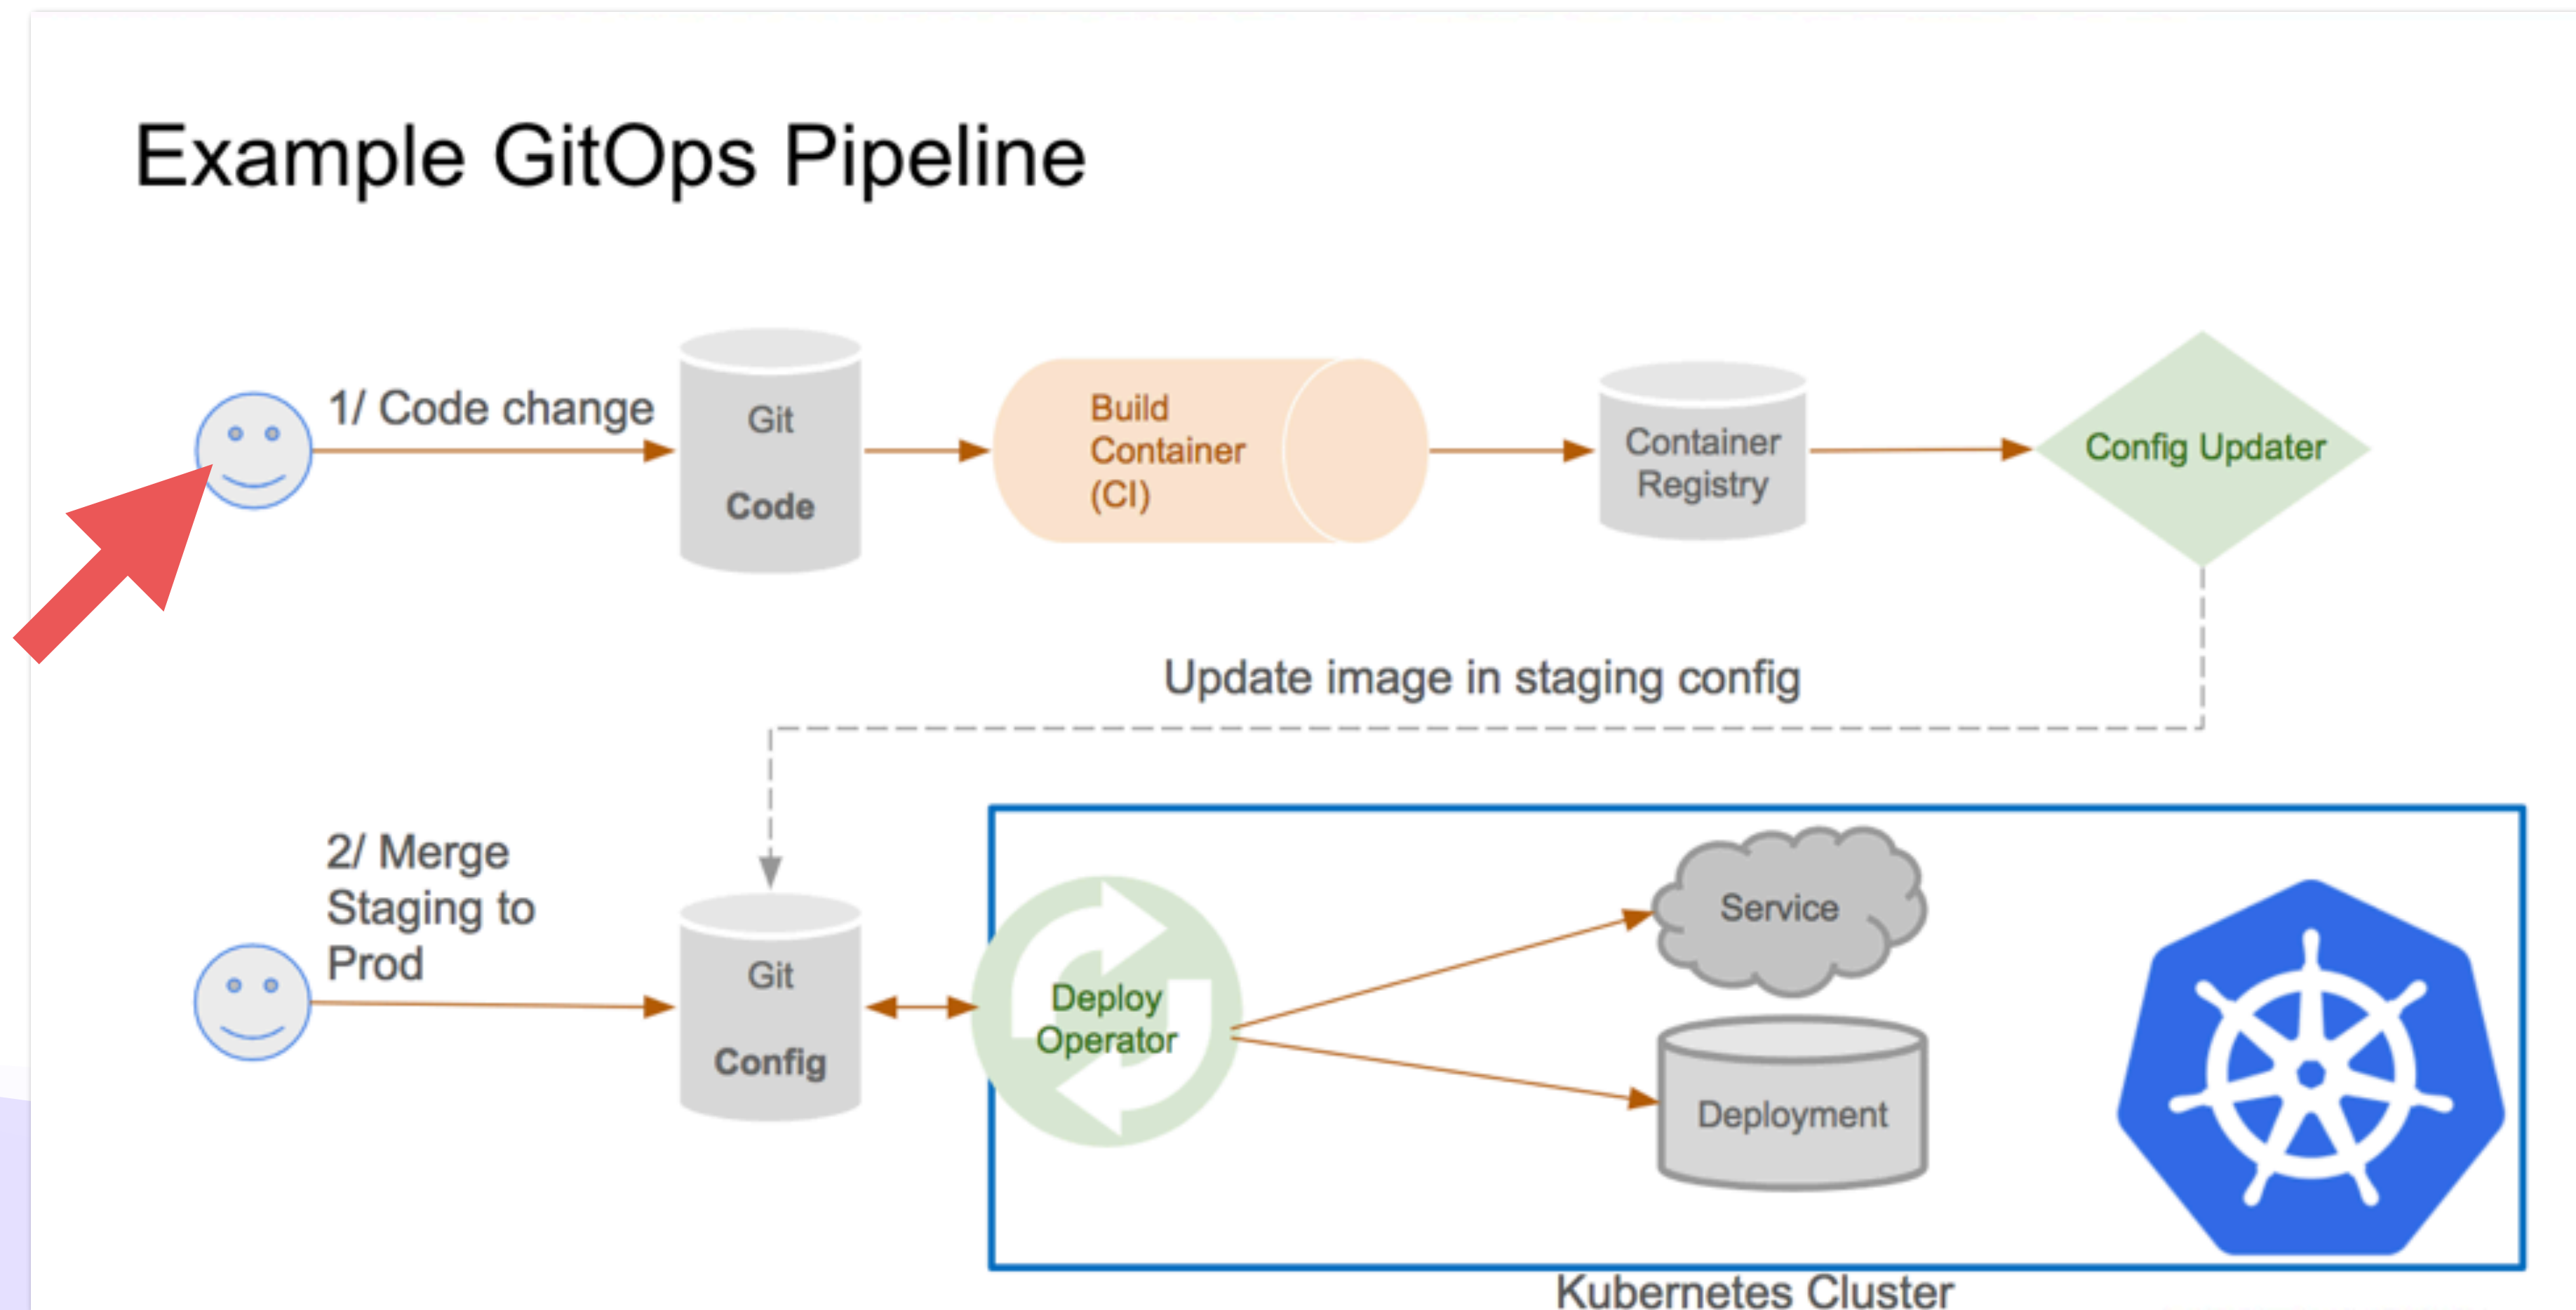 Example GitOps Pipeline
1/ Code change
Git
Code
Build
Container
(CI)
Container
Registry
Config Updater
Update image in staging config
2/ Merge
Staging to
Prod
Git
Config
Deploy
Operator
Service
Deployment
Kubernetes Cluster